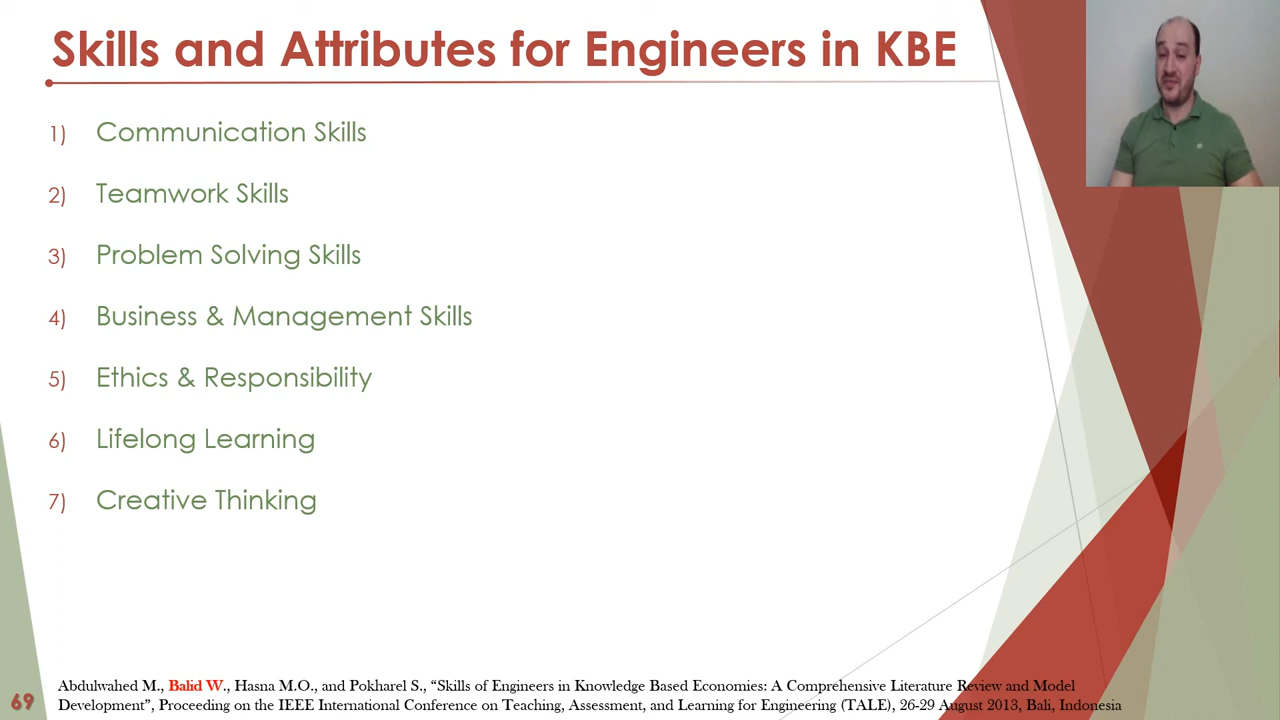 Skills and Attributes for Engineers in KBE
1) Communication Skills
2) Teamwork Skills
3) Problem Solving Skills
4) Business & Management Skills
5) Ethics & Responsibility
6) Lifelong Learning
7) Creative Thinking
Abdulwahed M., Balid W., Hasna M.O., and Pokharel S., “Skills of Engineers in Knowledge Based Economies: A Comprehensive Literature Review and Model
Development”, Proceeding on the IEEE International Conference on Teaching, Assessment, and Learning for Engineering (TALE), 26-29 August 2013, Bali, Indonesia
69